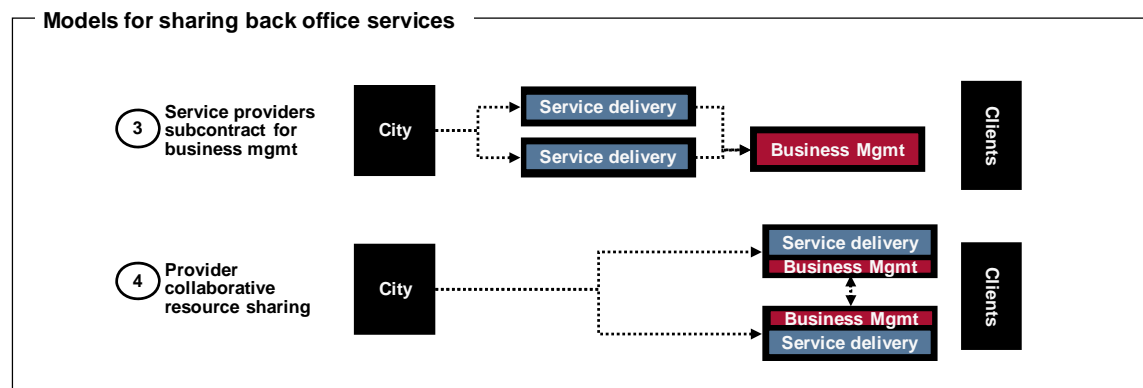 Models for sharing back office services
3
Service providers
subcontract for
business mgmt
City
Service delivery
Service delivery
Business Mgmt
Clients
4
Provider
collaborative
resource sharing
City
Service delivery
Business Mgmt
Business Mgmt
Service delivery
Clients